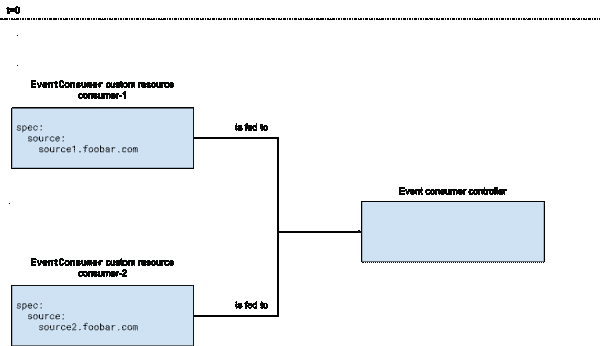 t=0
EventConsumer custom resource
consumer-1
spec:
source:
source1.foobar.com
is fed to
Event consumer controller
EventConsumer custom resource
consumer-2
spec:
source:
source2.foobar.com
is fed to